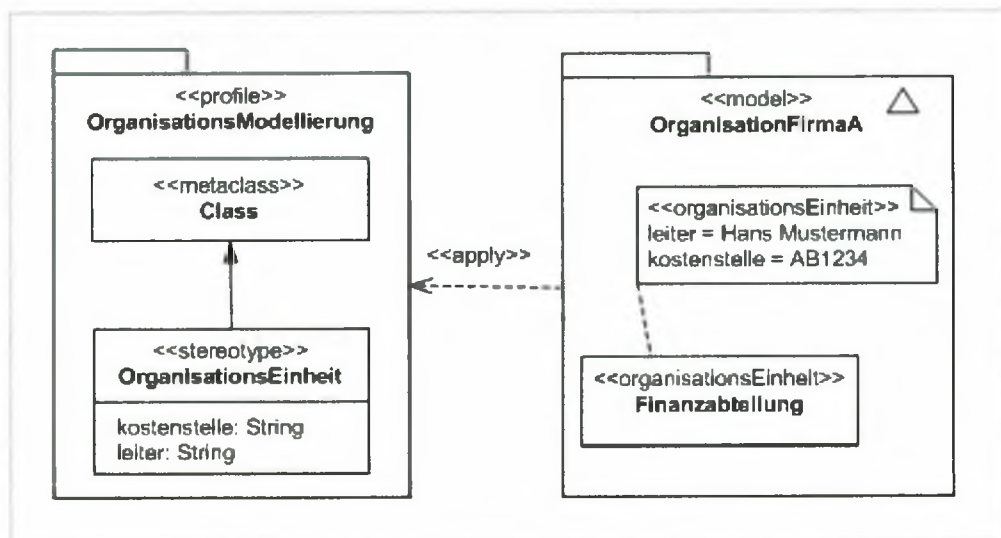 <<profile>>
OrganisationsModellierung
<<metaclass>>
Class
<<stereotype>>
OrganisationsEinheit
kostenstelle: String
leiter: String
<<apply>>
<<model>>
OrganisationFirmaA
<<organisationsEinheit>>
leiter = Hans Mustermann
kostenstelle = AB1234
<<organisationsEinheit>>
Finanzabteilung